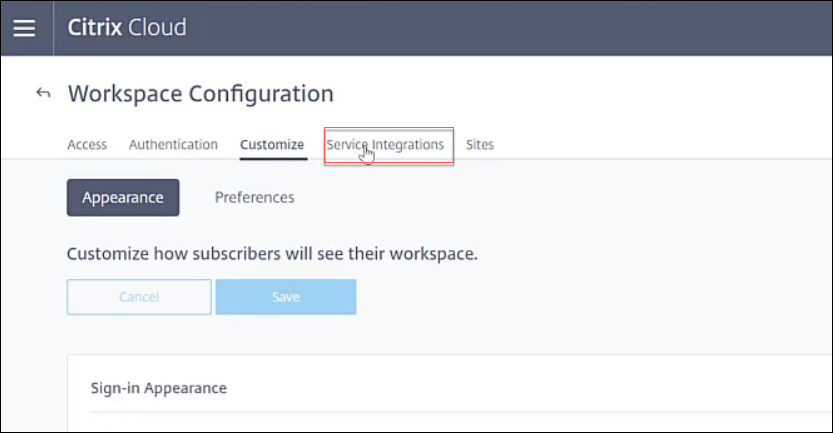 Citrix Cloud
Workspace Configuration
Access Authentication Customize Service Integrations Sites
Appearance Preferences
Customize how subscribers will see their workspace.
Cancel Save
Sign-in Appearance